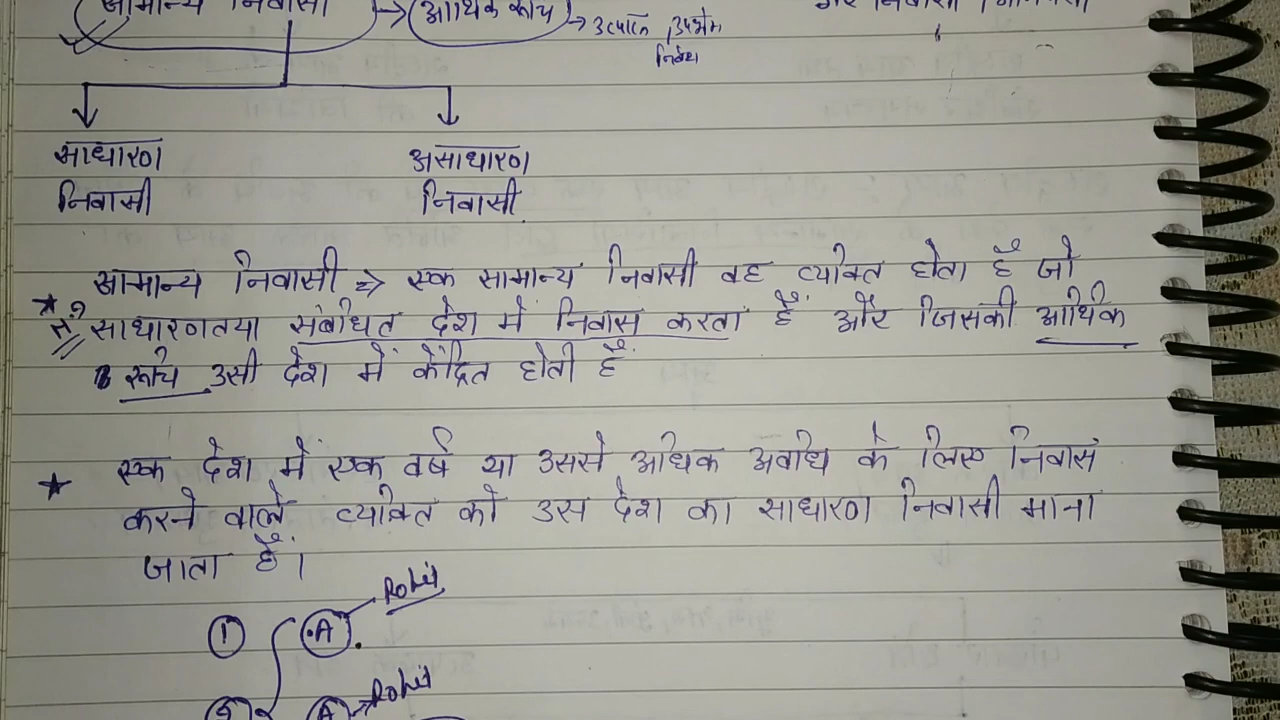 सामान्य निवासी → आर्थिक रूचि → उत्पादन, उपभोग
निवेश
साधारण असाधारण
निवासी निवासी
सामान्य निवासी ⇒ एक सामान्य निवासी वह व्यक्ति होता है जो
साधारणतया संबंधित देश में निवास करता है और जिसकी आर्थिक
रूचि उसी देश में केंद्रित होती है
★ एक देश में एक वर्ष या उससे अधिक अवधि के लिए निवास
करने वाले व्यक्ति को उस देश का साधारण निवासी माना
जाता है।
① A Rohit
A → Rohit